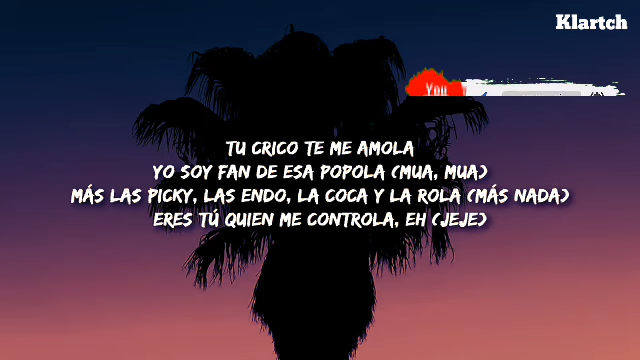 Klartch
You
TU CRICO TE ME AMOLA
YO SOY FAN DE ESA POPOLA (MUA, MUA)
MÁS LAS PICKY, LAS ENDO, LA COCA Y LA ROLA (MÁS NADA)
ERES TÚ QUIEN ME CONTROLA, EH (JEJE)